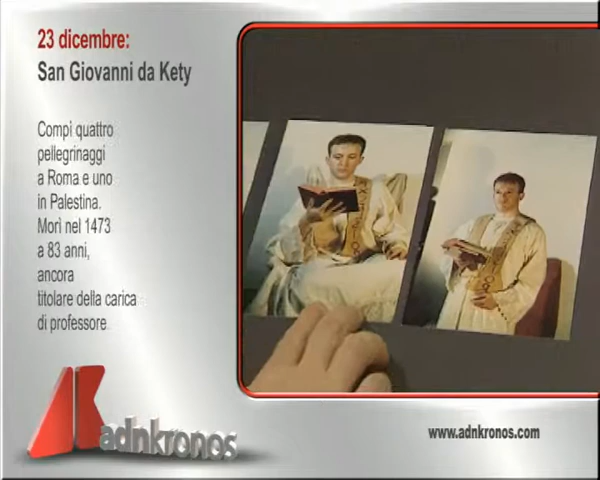 23 dicembre:
San Giovanni da Kety
Compì quattro
pellegrinaggi
a Roma e uno
in Palestina.
Morì nel 1473
a 83 anni,
ancora
titolare della carica
di professore
adnkronos
www.adnkronos.com